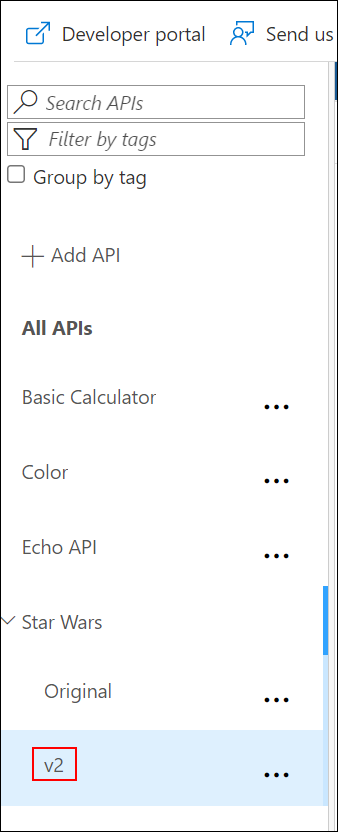 Developer portal Send us
Search APIs
Filter by tags
Group by tag
Add API
All APIs
Basic Calculator
Color
Echo API
Star Wars
Original
v2